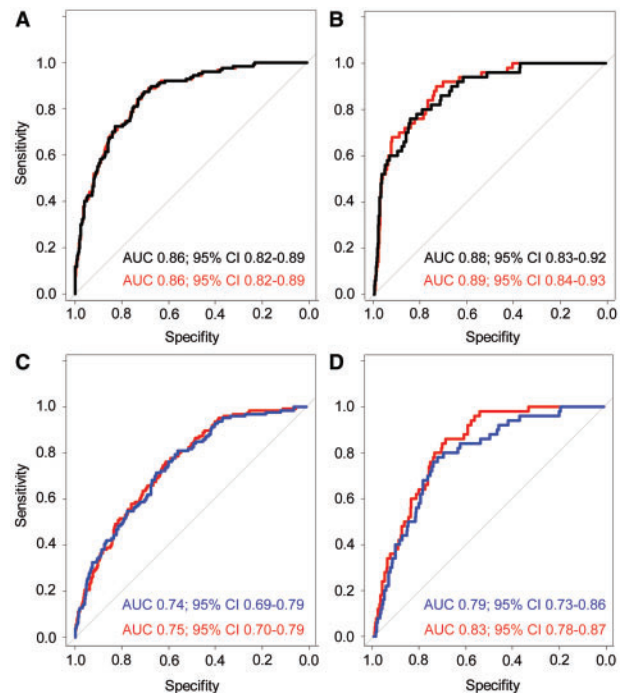 A
Sensitivity
1.0
0.8
0.6
0.4
0.2
0.0
AUC 0.86; 95% CI 0.82-0.89
AUC 0.86; 95% CI 0.82-0.89
1.0 0.8 0.6 0.4 0.2 0.0
Specifity
B
1.0
0.8
0.6
0.4
0.2
0.0
AUC 0.88; 95% CI 0.83-0.92
AUC 0.89; 95% CI 0.84-0.93
1.0 0.8 0.6 0.4 0.2 0.0
Specifity
C
Sensitivity
1.0
0.8
0.6
0.4
0.2
0.0
AUC 0.74; 95% CI 0.69-0.79
AUC 0.75; 95% CI 0.70-0.79
1.0 0.8 0.6 0.4 0.2 0.0
Specifity
D
1.0
0.8
0.6
0.4
0.2
0.0
AUC 0.79; 95% CI 0.73-0.86
AUC 0.83; 95% CI 0.78-0.87
1.0 0.8 0.6 0.4 0.2 0.0
Specifity